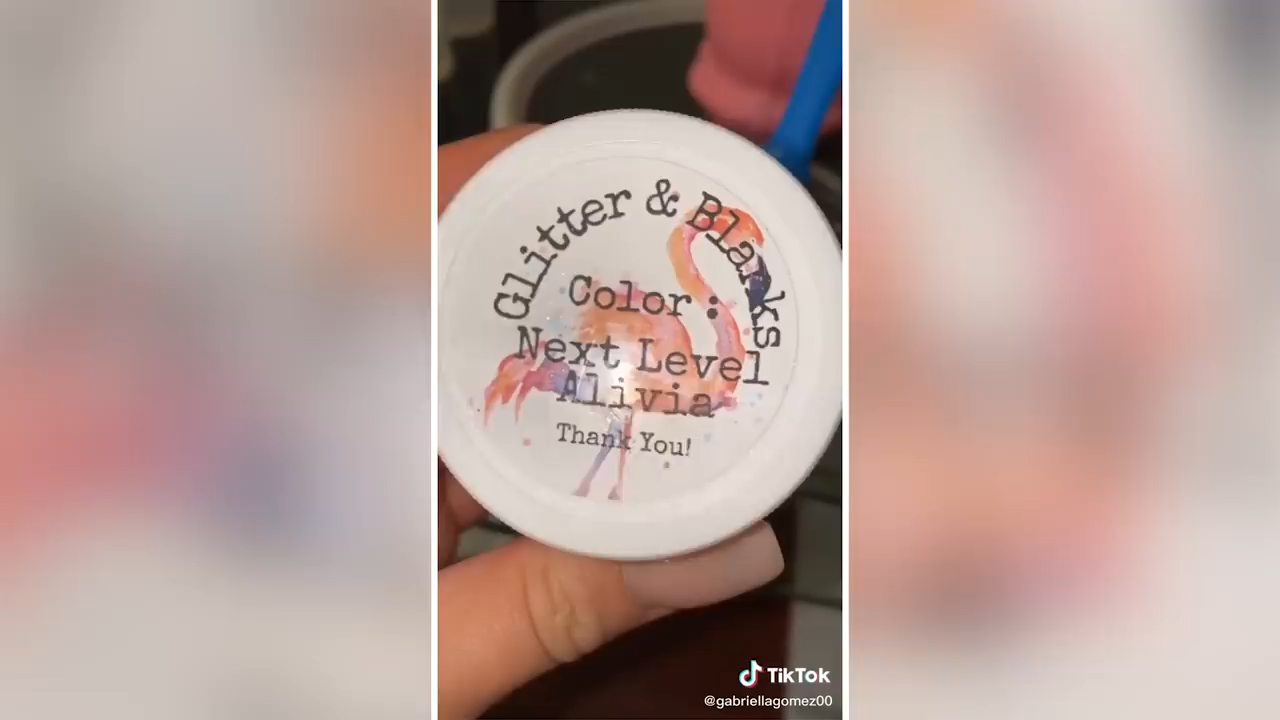 Glitter & Blanks
Color :
Next Level
Alivia
Thank You!
TikTok
@gabriellagomez00